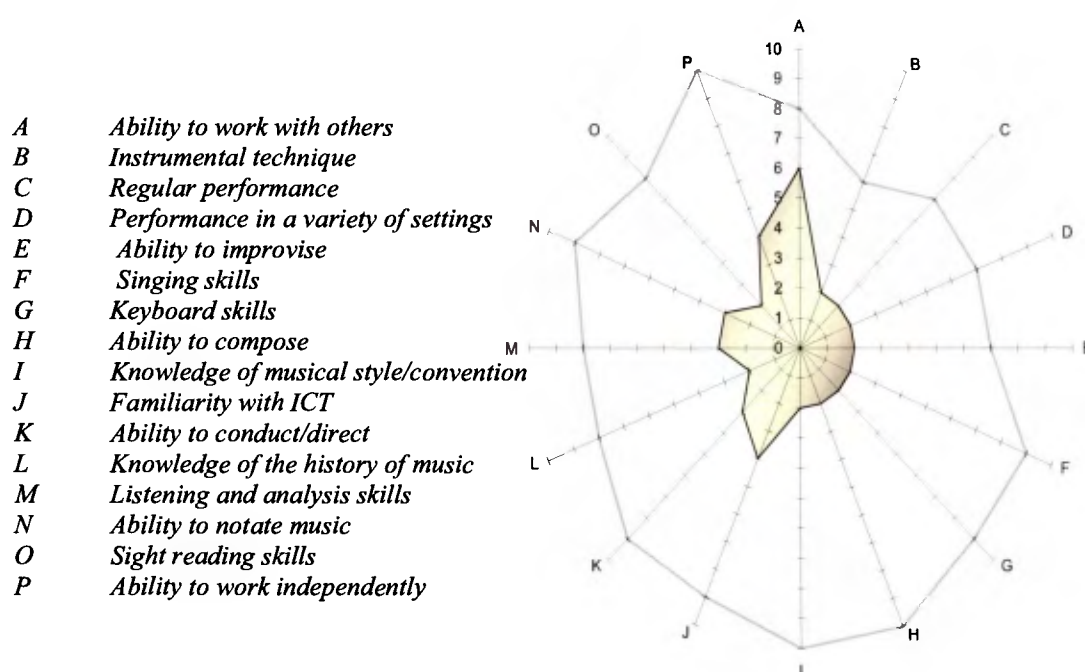 A Ability to work with others
B Instrumental technique
C Regular performance
D Performance in a variety of settings
E Ability to improvise
F Singing skills
G Keyboard skills
H Ability to compose
I Knowledge of musical style/convention
J Familiarity with ICT
K Ability to conduct/direct
L Knowledge of the history of music
M Listening and analysis skills
N Ability to notate music
O Sight reading skills
P Ability to work independently
A
10
9
8
7
6
5
4
3
2
1
0
B
C
D
F
G
H
J
K
L
M
N
O
P